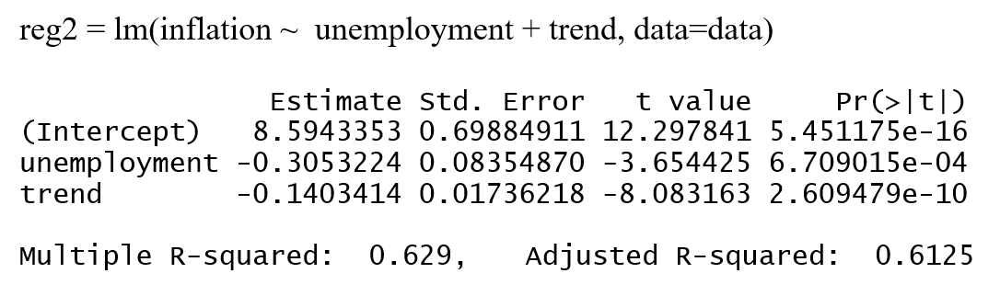 reg2 = lm(inflation ~ unemployment + trend, data=data)
Estimate Std. Error t value Pr(>|t|)
(Intercept) 8.5943353 0.69884911 12.297841 5.451175e-16
unemployment -0.3053224 0.08354870 -3.654425 6.709015e-04
trend -0.1403414 0.01736218 -8.083163 2.609479e-10
Multiple R-squared: 0.629, Adjusted R-squared: 0.6125